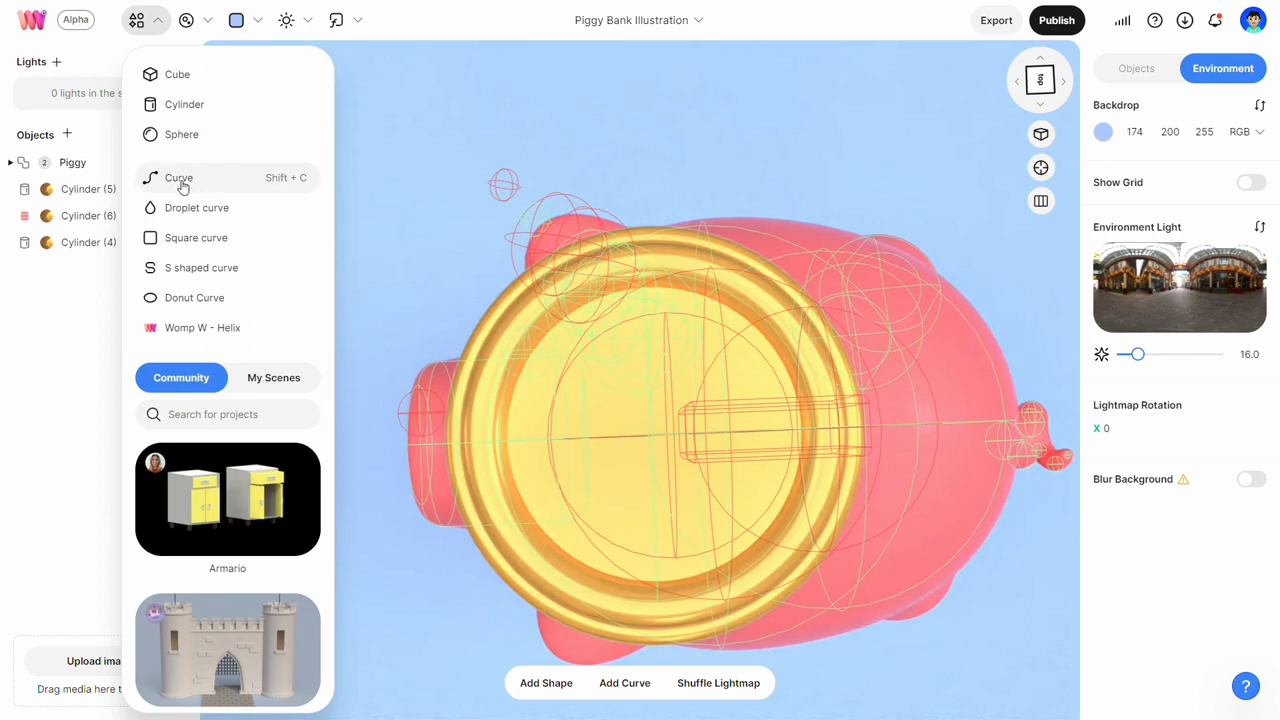 Alpha
Piggy Bank Illustration
Export
Publish
Lights
0 lights in the s
Objects
2 Piggy
Cylinder (5)
Cylinder (6)
Cylinder (4)
Upload ima
Drag media here t
Cube
Cylinder
Sphere
Curve Shift + C
Droplet curve
Square curve
S shaped curve
Donut Curve
Womp W - Helix
Community
My Scenes
Search for projects
Armario
Add Shape
Add Curve
Shuffle Lightmap
Objects
Environment
Backdrop
174 200 255 RGB
Show Grid
Environment Light
16.0
Lightmap Rotation
X 0
Blur Background
?